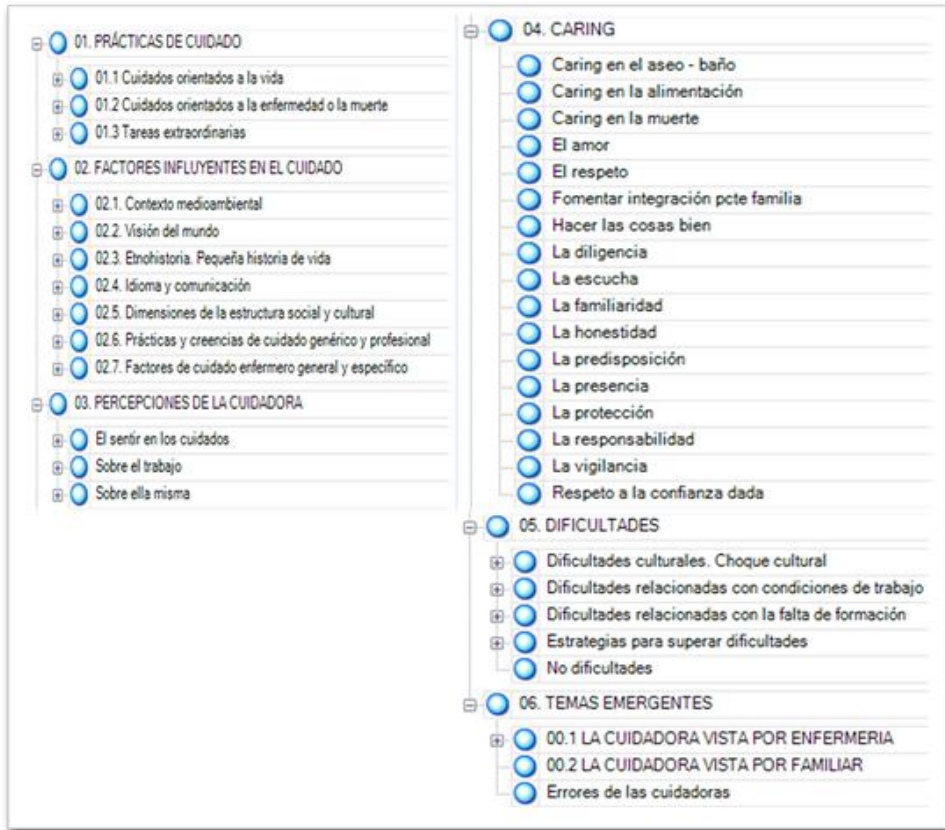 01. PRÁCTICAS DE CUIDADO
01.1 Cuidados orientados a la vida
01.2 Cuidados orientados a la enfermedad o la muerte
01.3 Tareas extraordinarias
02. FACTORES INFLUYENTES EN EL CUIDADO
02.1. Contexto medioambiental
02.2. Visión del mundo
02.3. Etnohistoria. Pequeña historia de vida
02.4. Idioma y comunicación
02.5. Dimensiones de la estructura social y cultural
02.6. Prácticas y creencias de cuidado genérico y profesional
02.7. Factores de cuidado enfermero general y específico
03. PERCEPCIONES DE LA CUIDADORA
El sentir en los cuidados
Sobre el trabajo
Sobre ella misma
04. CARING
Caring en el aseo - baño
Caring en la alimentación
Caring en la muerte
El amor
El respeto
Fomentar integración pcte familia
Hacer las cosas bien
La diligencia
La escucha
La familiaridad
La honestidad
La predisposición
La presencia
La protección
La responsabilidad
La vigilancia
Respeto a la confianza dada
05. DIFICULTADES
Dificultades culturales. Choque cultural
Dificultades relacionadas con condiciones de trabajo
Dificultades relacionadas con la falta de formación
Estrategias para superar dificultades
No dificultades
06. TEMAS EMERGENTES
00.1 LA CUIDADORA VISTA POR ENFERMERIA
00.2 LA CUIDADORA VISTA POR FAMILIAR
Errores de las cuidadoras